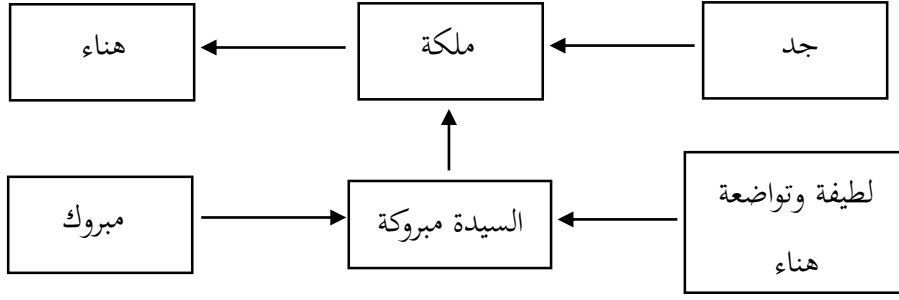 جد
ملكة
هناء
لطيفة وتواضعة
هناء
السيدة مبروكة
مبروك